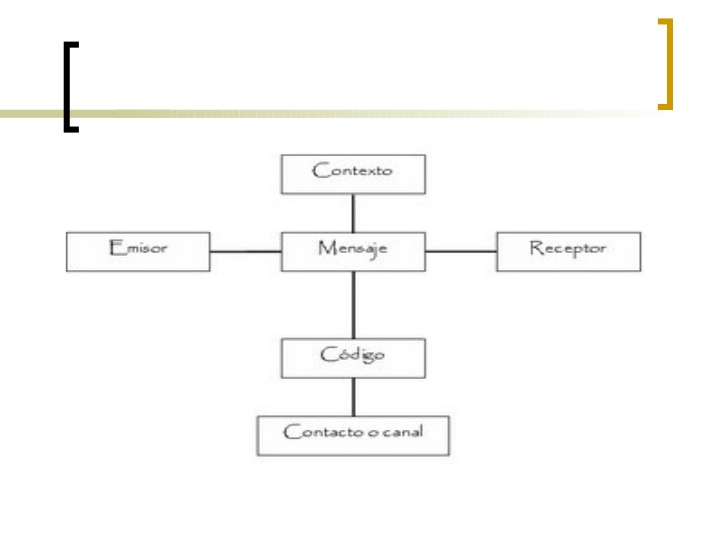 Contexto
Emisor
Mensaje
Receptor
Código
Contacto o canal